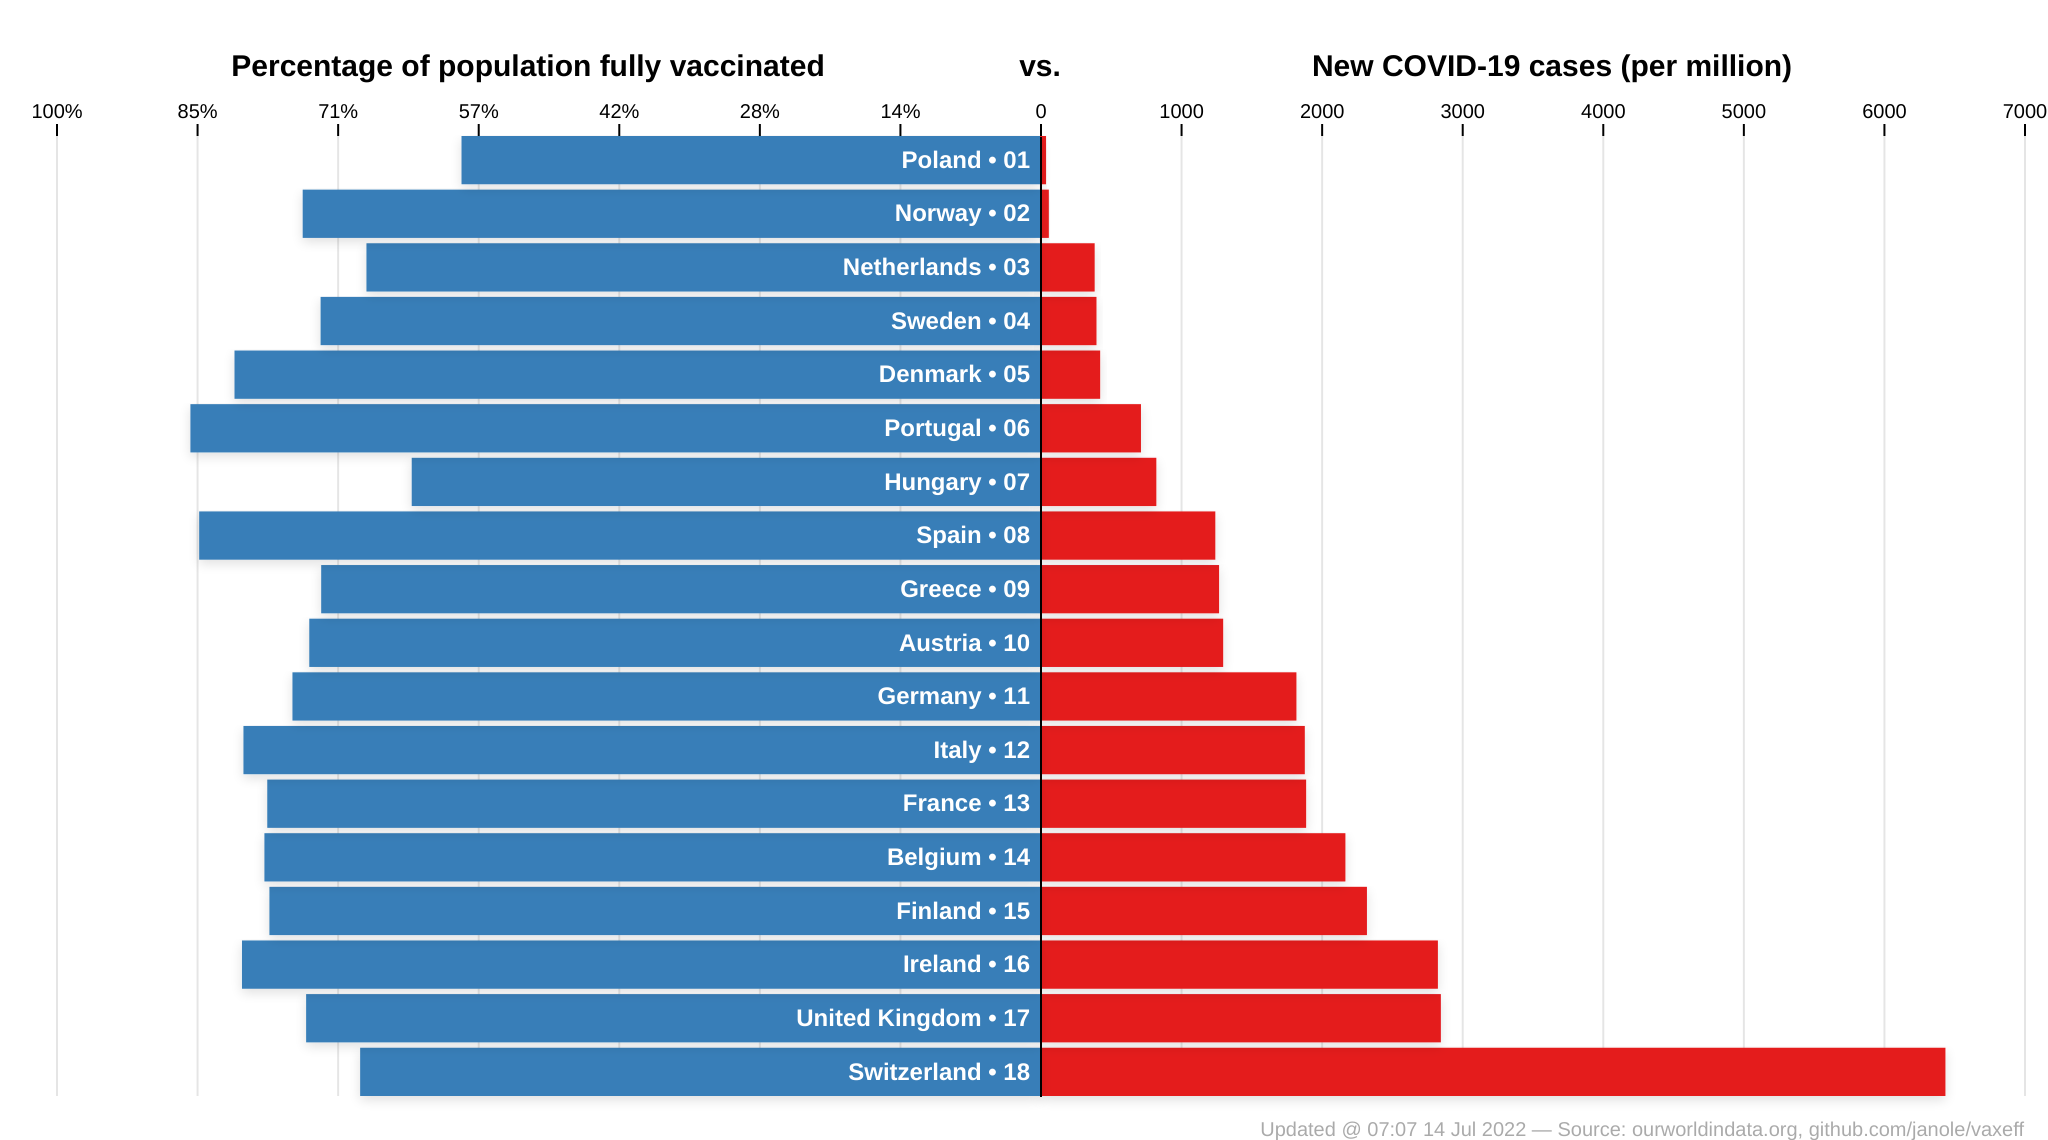 Percentage of population fully vaccinated vs. New COVID-19 cases (per million)
100% 85% 71% 57% 42% 28% 14% 0 1000 2000 3000 4000 5000 6000 7000
Poland • 01
Norway • 02
Netherlands • 03
Sweden • 04
Denmark • 05
Portugal • 06
Hungary • 07
Spain • 08
Greece • 09
Austria • 10
Germany • 11
Italy • 12
France • 13
Belgium • 14
Finland • 15
Ireland • 16
United Kingdom • 17
Switzerland • 18
Updated @ 07:07 14 Jul 2022 — Source: ourworldindata.org, github.com/janole/vaxeff